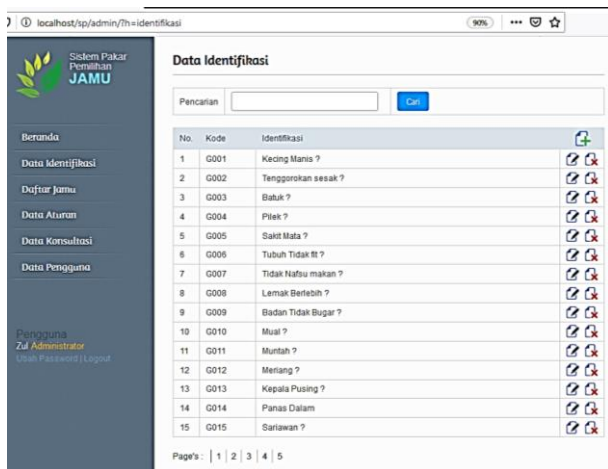 localhost/sp/admin/?h=identifikasi
90%
Sistem Pakar
Pemilihan
JAMU
Beranda
Data Identifikasi
Daftar Jamu
Data Aturan
Data Konsultasi
Data Pengguna
Pengguna
Zul Administrator
Ubah Password | Logout
Data Identifikasi
Pencarian Cari
No. Kode Identifikasi
1 G001 Kecing Manis ?
2 G002 Tenggorokan sesak ?
3 G003 Batuk ?
4 G004 Pilek ?
5 G005 Sakit Mata ?
6 G006 Tubuh Tidak fit ?
7 G007 Tidak Nafsu makan ?
8 G008 Lemak Berlebih ?
9 G009 Badan Tidak Bugar ?
10 G010 Mual ?
11 G011 Muntah ?
12 G012 Meriang ?
13 G013 Kepala Pusing ?
14 G014 Panas Dalam
15 G015 Sariawan ?
Page's : | 1 | 2 | 3 | 4 | 5